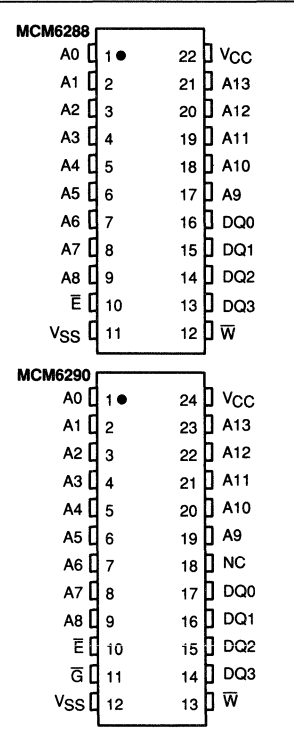 MCM6288
A0 1 22 VCC
A1 2 21 A13
A2 3 20 A12
A3 4 19 A11
A4 5 18 A10
A5 6 17 A9
A6 7 16 DQ0
A7 8 15 DQ1
A8 9 14 DQ2
E̅ 10 13 DQ3
VSS 11 12 W̅
MCM6290
A0 1 24 VCC
A1 2 23 A13
A2 3 22 A12
A3 4 21 A11
A4 5 20 A10
A5 6 19 A9
A6 7 18 NC
A7 8 17 DQ0
A8 9 16 DQ1
E̅ 10 15 DQ2
G̅ 11 14 DQ3
VSS 12 13 W̅